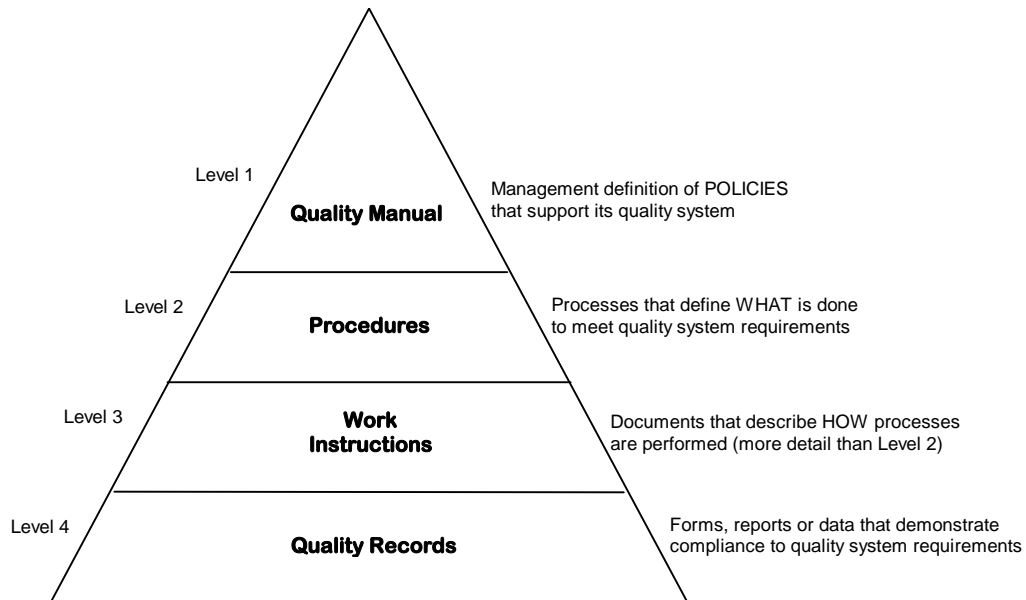 Level 1
Quality Manual
Management definition of POLICIES
that support its quality system
Level 2
Procedures
Processes that define WHAT is done
to meet quality system requirements
Level 3
Work
Instructions
Documents that describe HOW processes
are performed (more detail than Level 2)
Level 4
Quality Records
Forms, reports or data that demonstrate
compliance to quality system requirements